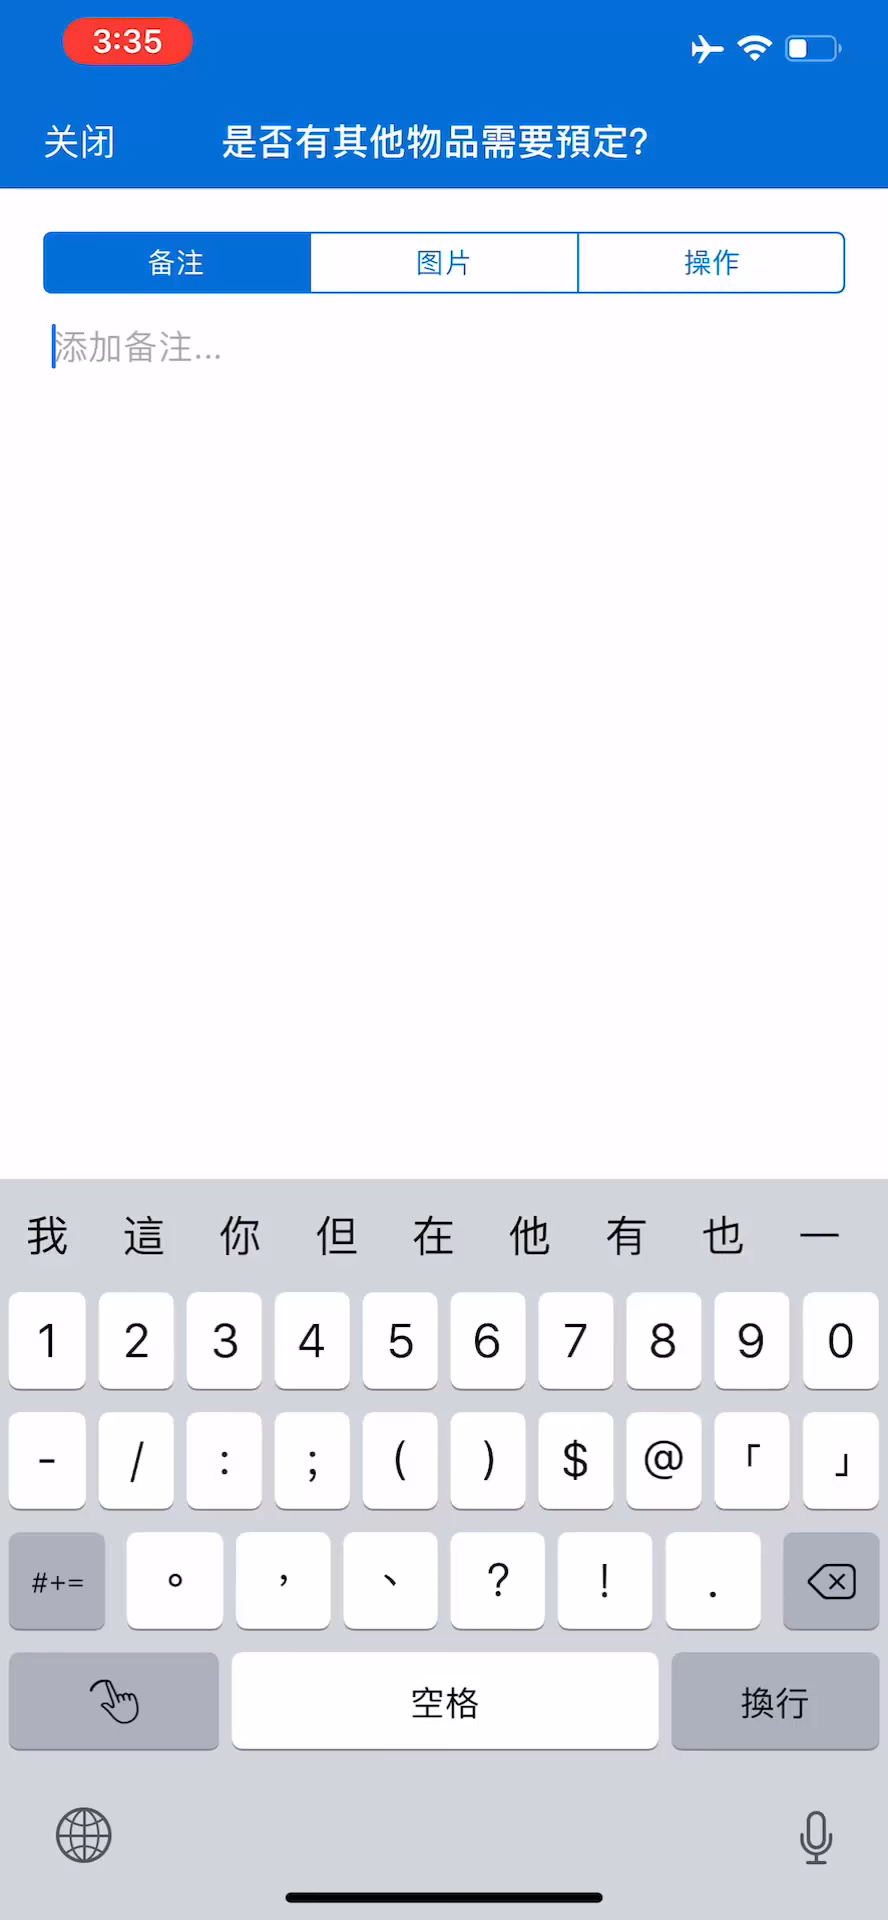 3:35
关闭 是否有其他物品需要預定?
备注 图片 操作
添加备注...
我 這 你 但 在 他 有 也 一
1 2 3 4 5 6 7 8 9 0
- / : ; ( ) $ @ 「 」
#+= 。 ， 、 ? ! .
空格 換行